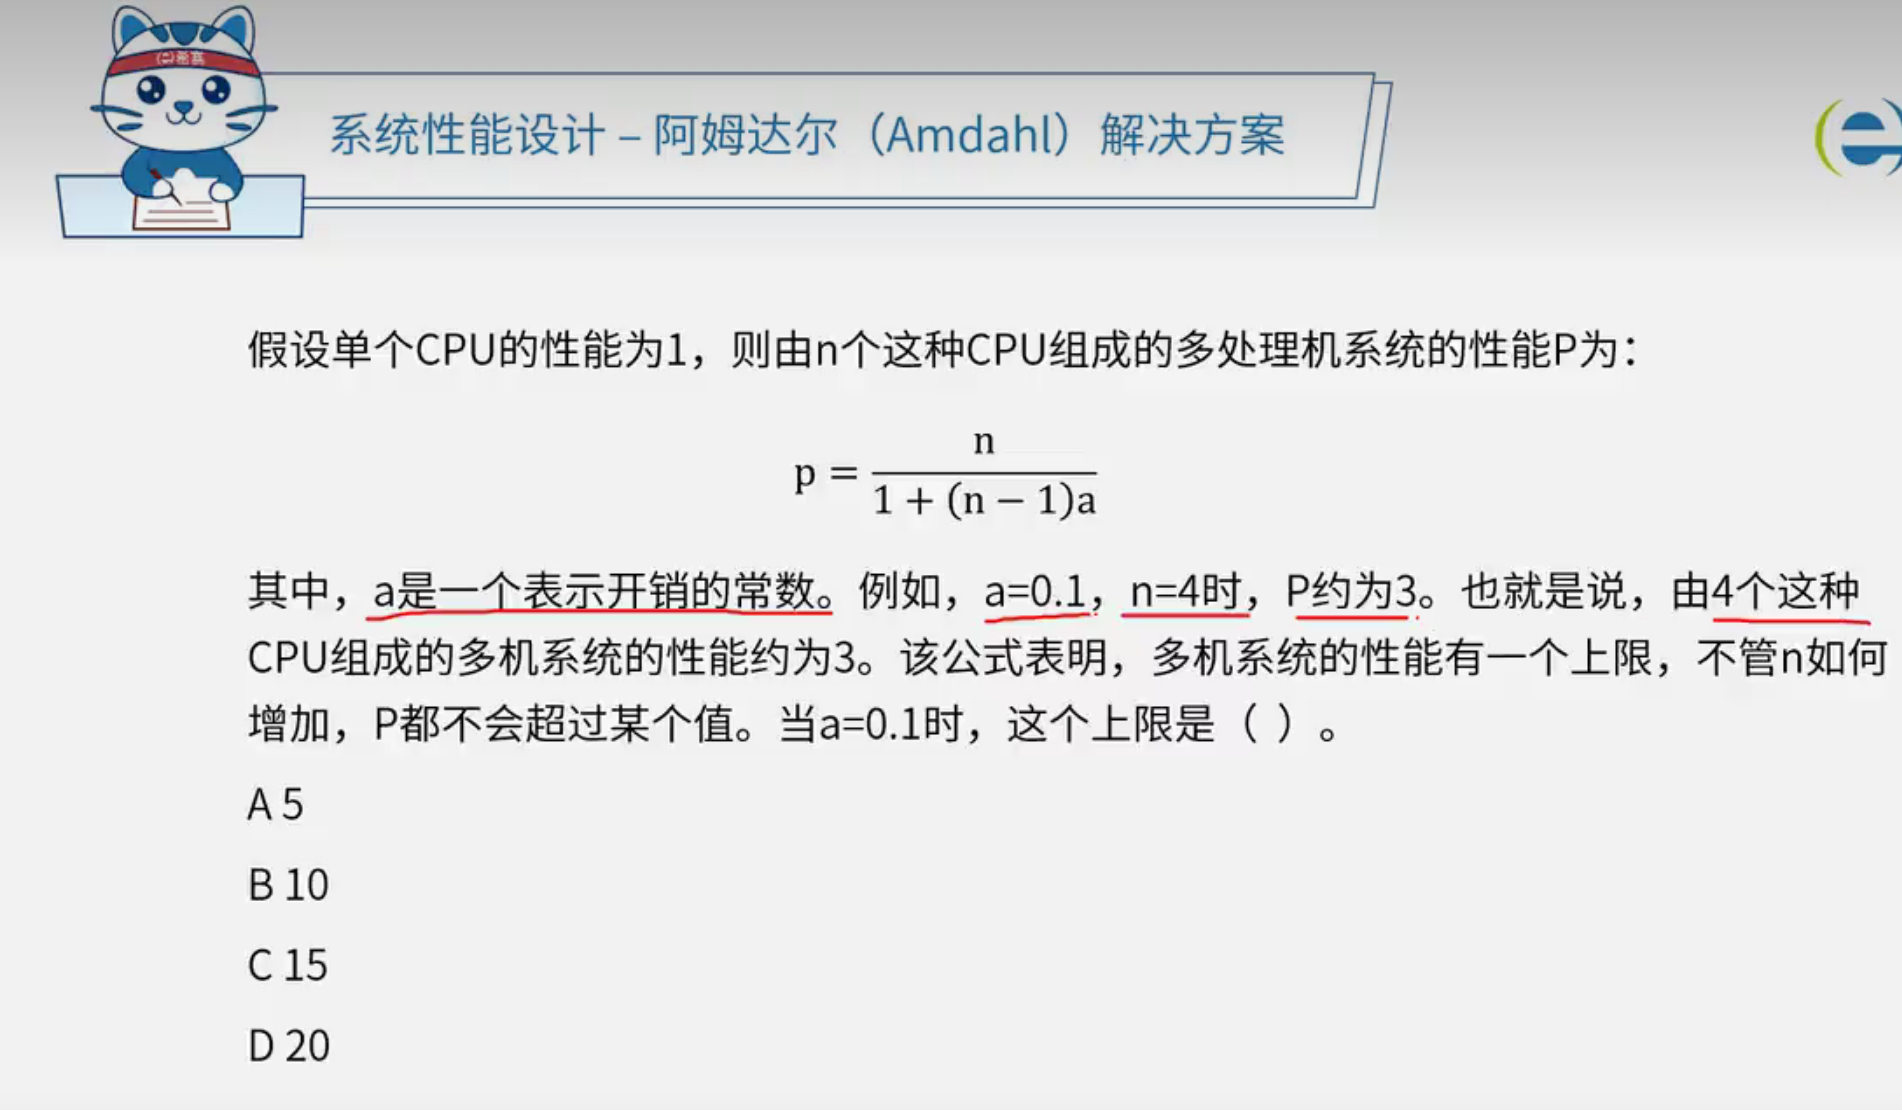 系统性能设计 – 阿姆达尔（Amdahl）解决方案
假设单个CPU的性能为1，则由n个这种CPU组成的多处理机系统的性能P为：
p = n / (1 + (n − 1)a)
其中，a是一个表示开销的常数。例如，a=0.1，n=4时，P约为3。也就是说，由4个这种
CPU组成的多机系统的性能约为3。该公式表明，多机系统的性能有一个上限，不管n如何
增加，P都不会超过某个值。当a=0.1时，这个上限是（ ）。
A 5
B 10
C 15
D 20